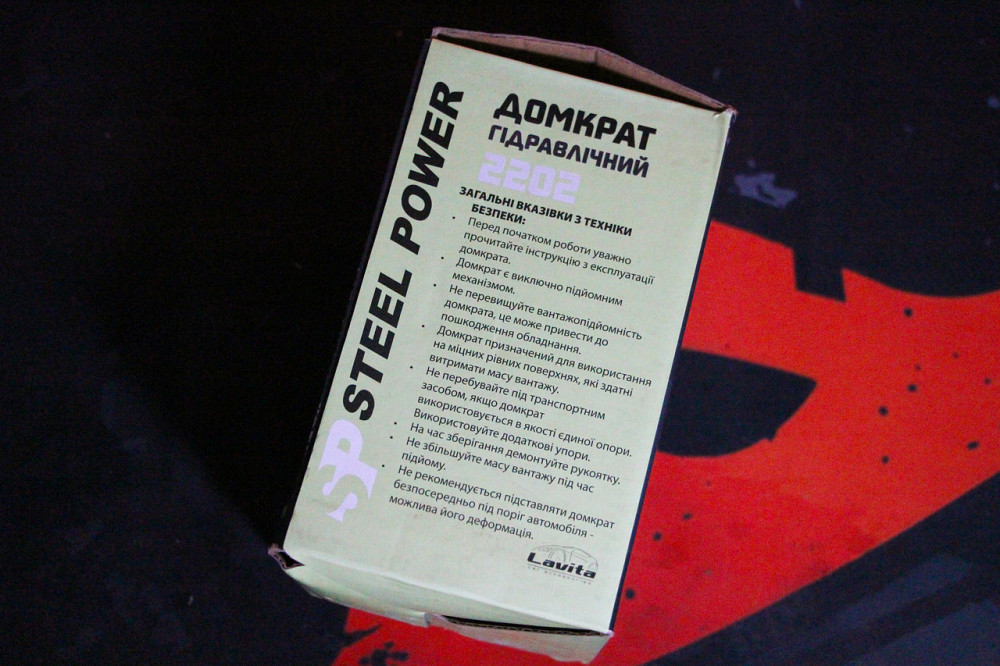 SP STEEL POWER
ДОМКРАТ
ГІДРАВЛІЧНИЙ
2202
ЗАГАЛЬНІ ВКАЗІВКИ З ТЕХНІКИ
БЕЗПЕКИ:
• Перед початком роботи уважно
прочитайте інструкцію з експлуатації
домкрата.
• Домкрат є виключно підйомним
механізмом.
• Не перевищуйте вантажопідйомність
домкрата, це може привести до
пошкодження обладнання.
• Домкрат призначений для використання
на міцних рівних поверхнях, які здатні
витримати масу вантажу.
• Не перебувайте під транспортним
засобом, якщо домкрат
використовується в якості єдиної опори.
Використовуйте додаткові упори.
• На час зберігання демонтуйте рукоятку.
• Не збільшуйте масу вантажу під час
підйому.
• Не рекомендується підставляти домкрат
безпосередньо під поріг автомобіля -
можлива його деформація.
Lavita